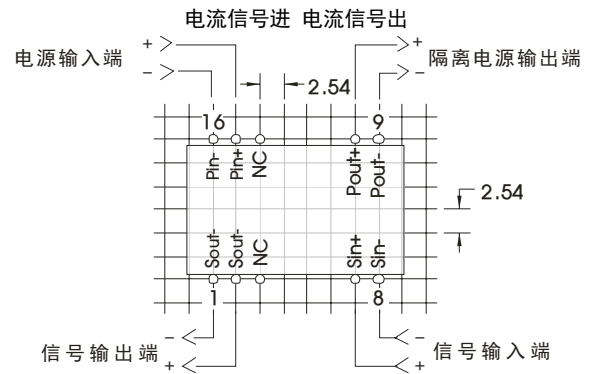 电流信号进 电流信号出
+
电源输入端
−
+
隔离电源输出端
−
2.54
16
9
Pin-
Pin+
NC
Pout+
Pout-
2.54
Sout-
Sout-
NC
Sin+
Sin-
1
8
−
信号输出端
+
−
信号输入端
+